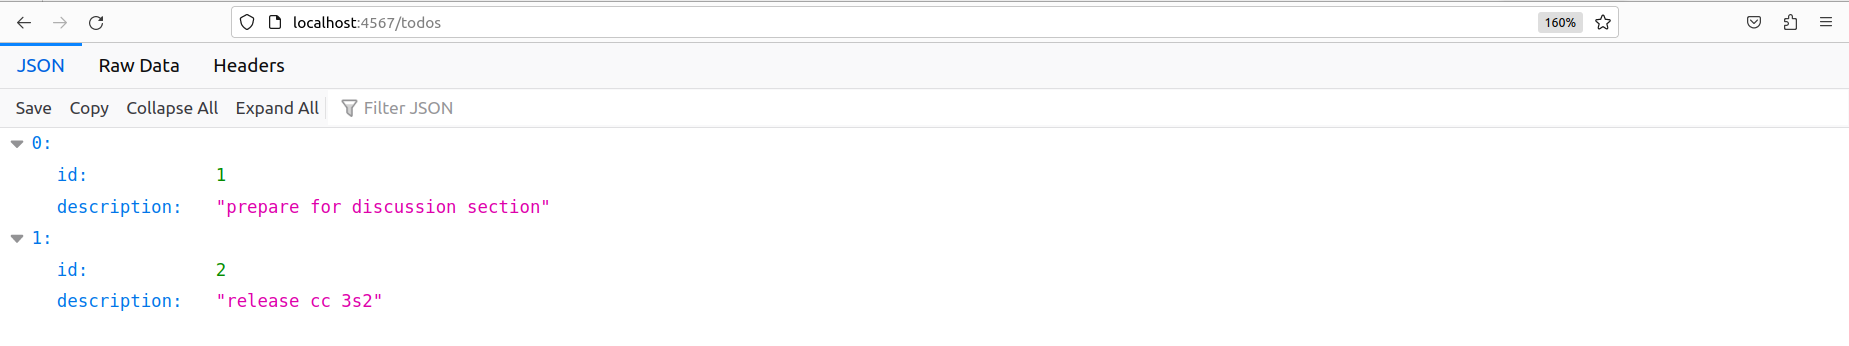 localhost:4567/todos 160%
JSON Raw Data Headers
Save Copy Collapse All Expand All Filter JSON
0:
id: 1
description: "prepare for discussion section"
1:
id: 2
description: "release cc 3s2"